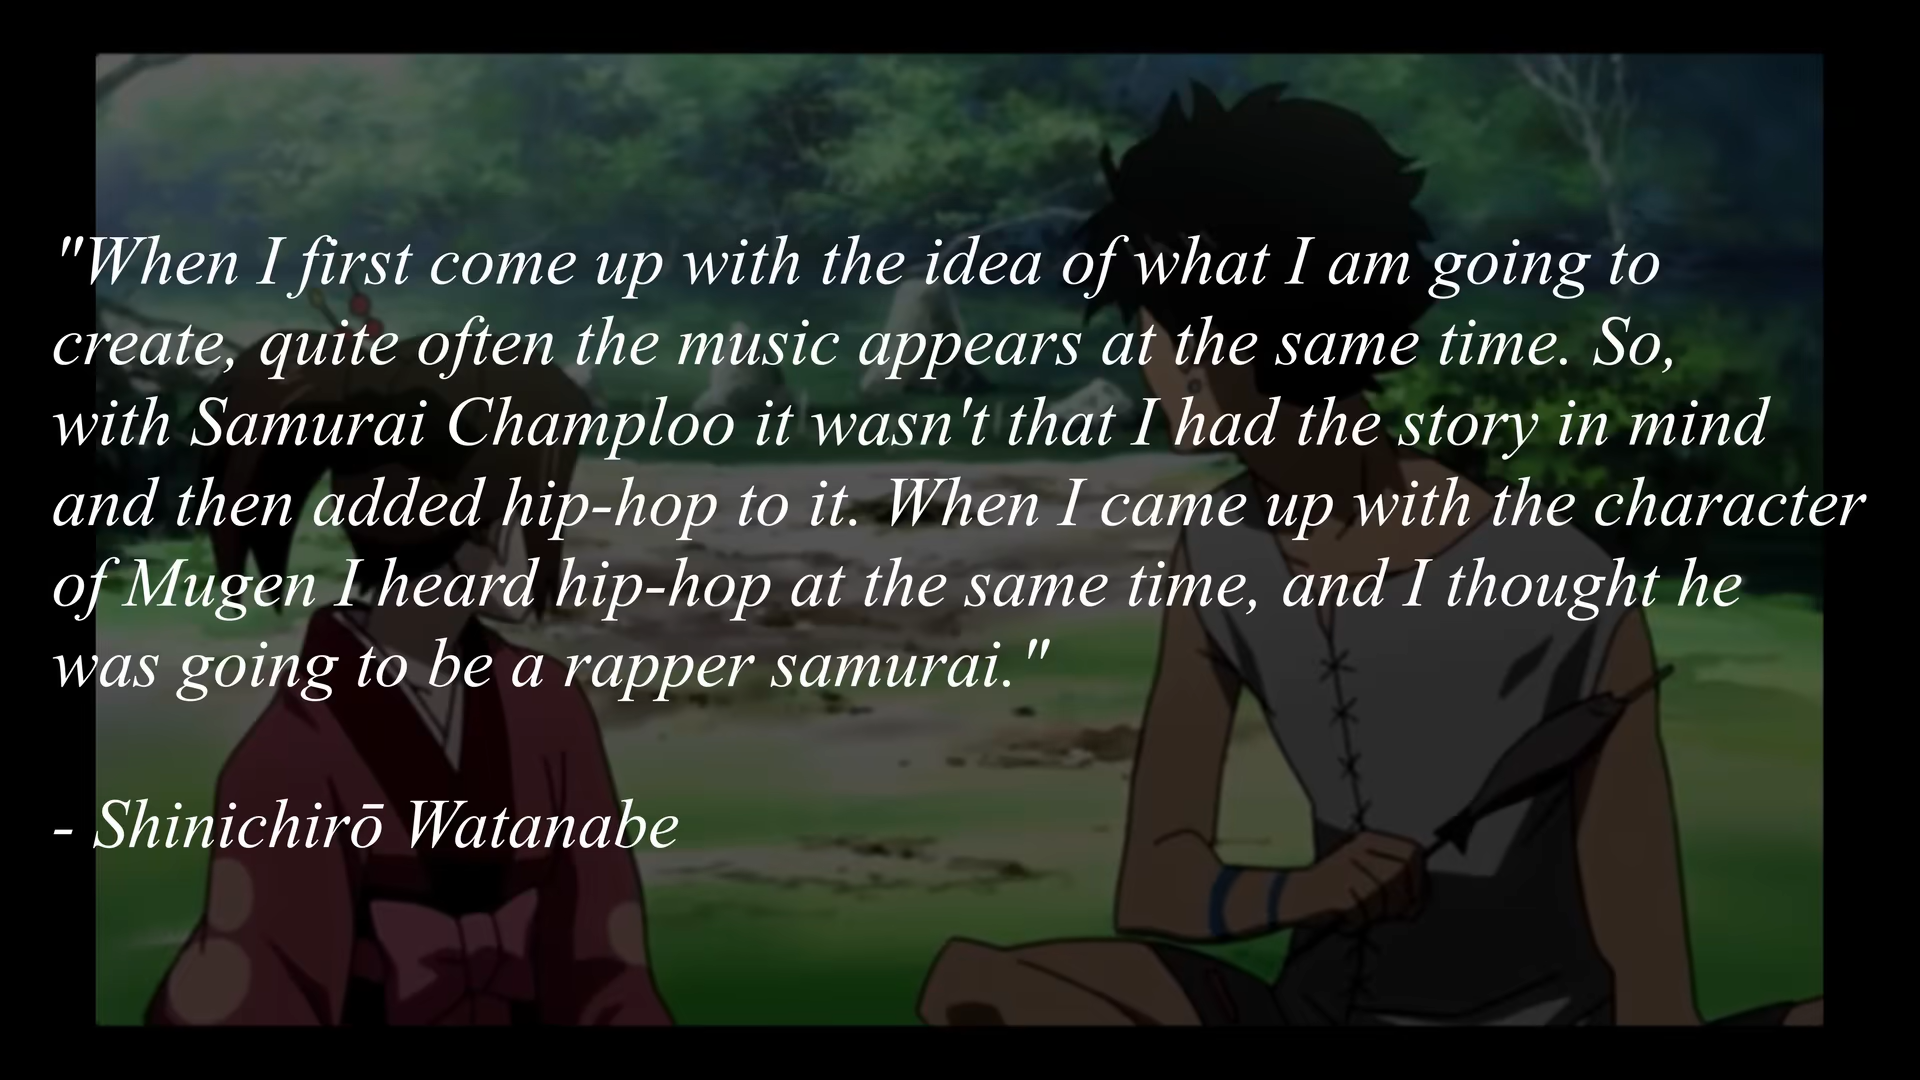 "When I first come up with the idea of what I am going to
create, quite often the music appears at the same time. So,
with Samurai Champloo it wasn't that I had the story in mind
and then added hip-hop to it. When I came up with the character
of Mugen I heard hip-hop at the same time, and I thought he
was going to be a rapper samurai."
- Shinichirō Watanabe